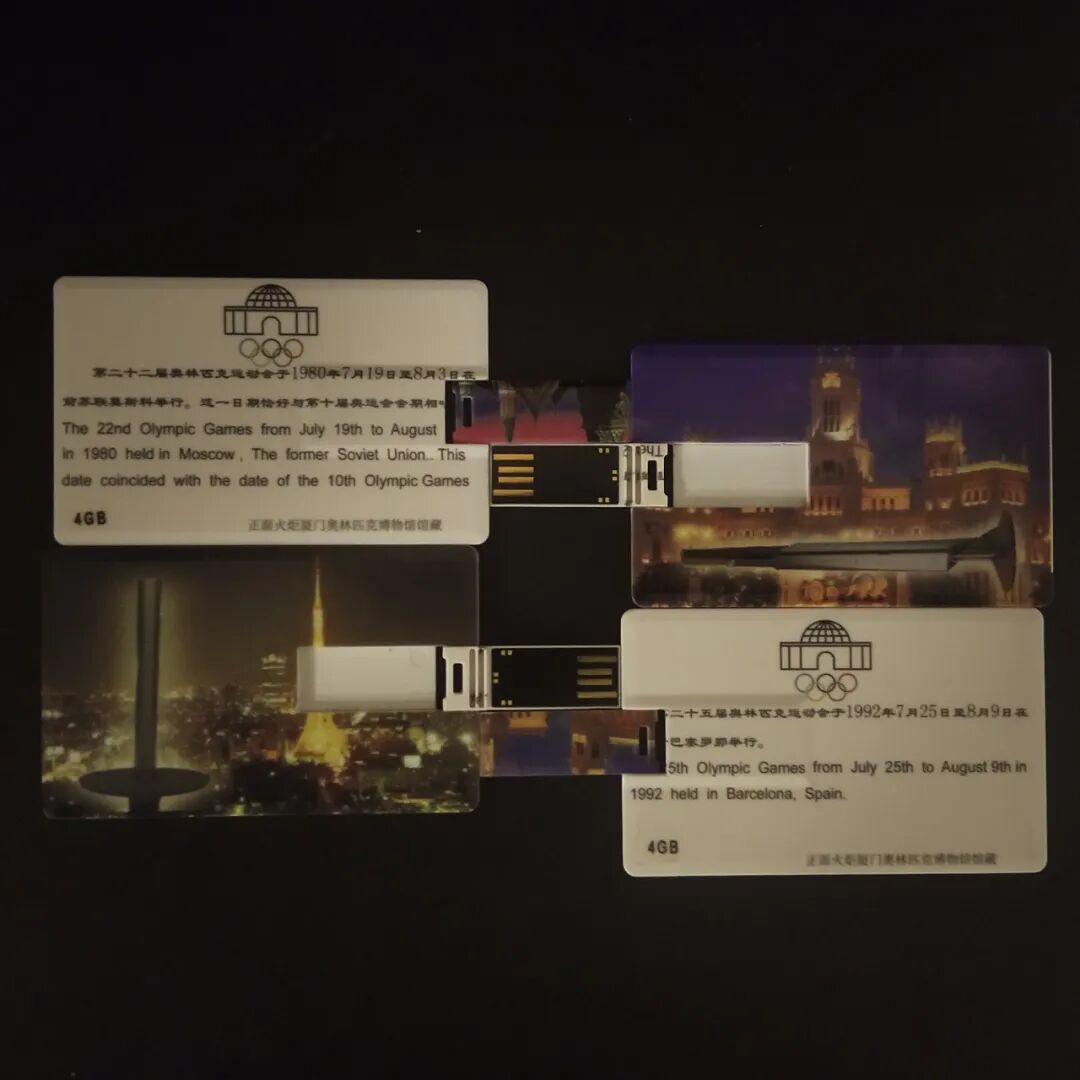 第二十二届奥林匹克运动会于1980年7月19日至8月3日在
前苏联莫斯科举行。这一日期恰好与第十届奥运会会期相
The 22nd Olympic Games from July 19th to August
in 1980 held in Moscow, The former Soviet Union.. This
date coincided with the date of the 10th Olympic Games
4GB
正面火炬厦门奥林匹克博物馆馆藏
二十五届奥林匹克运动会于1992年7月25日至8月9日在
巴塞罗那举行。
5th Olympic Games from July 25th to August 9th in
1992 held in Barcelona, Spain.
4GB
正面火炬厦门奥林匹克博物馆馆藏